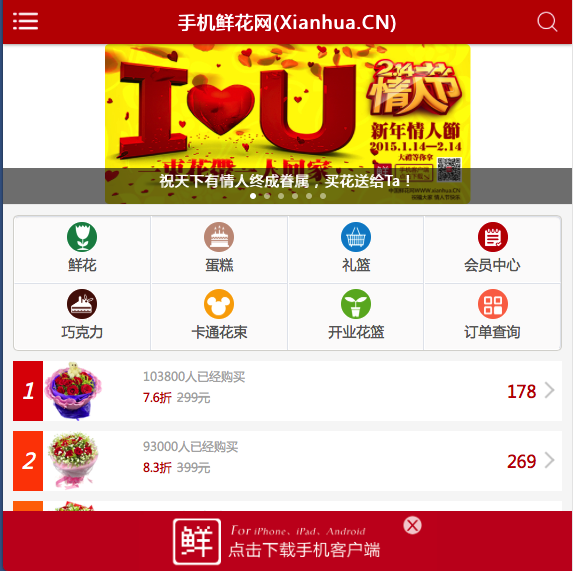 手机鲜花网(Xianhua.CN)
I U
2.14
情人节
新年情人節
2015.1.14—2.14
大禮等你拿
祝天下有情人终成眷属，买花送给Ta！
鲜花
蛋糕
礼篮
会员中心
巧克力
卡通花束
开业花篮
订单查询
1
103800人已经购买
7.6折 299元
178
2
93000人已经购买
8.3折 299元
269
鲜
For iPhone、iPad、Android
点击下载手机客户端